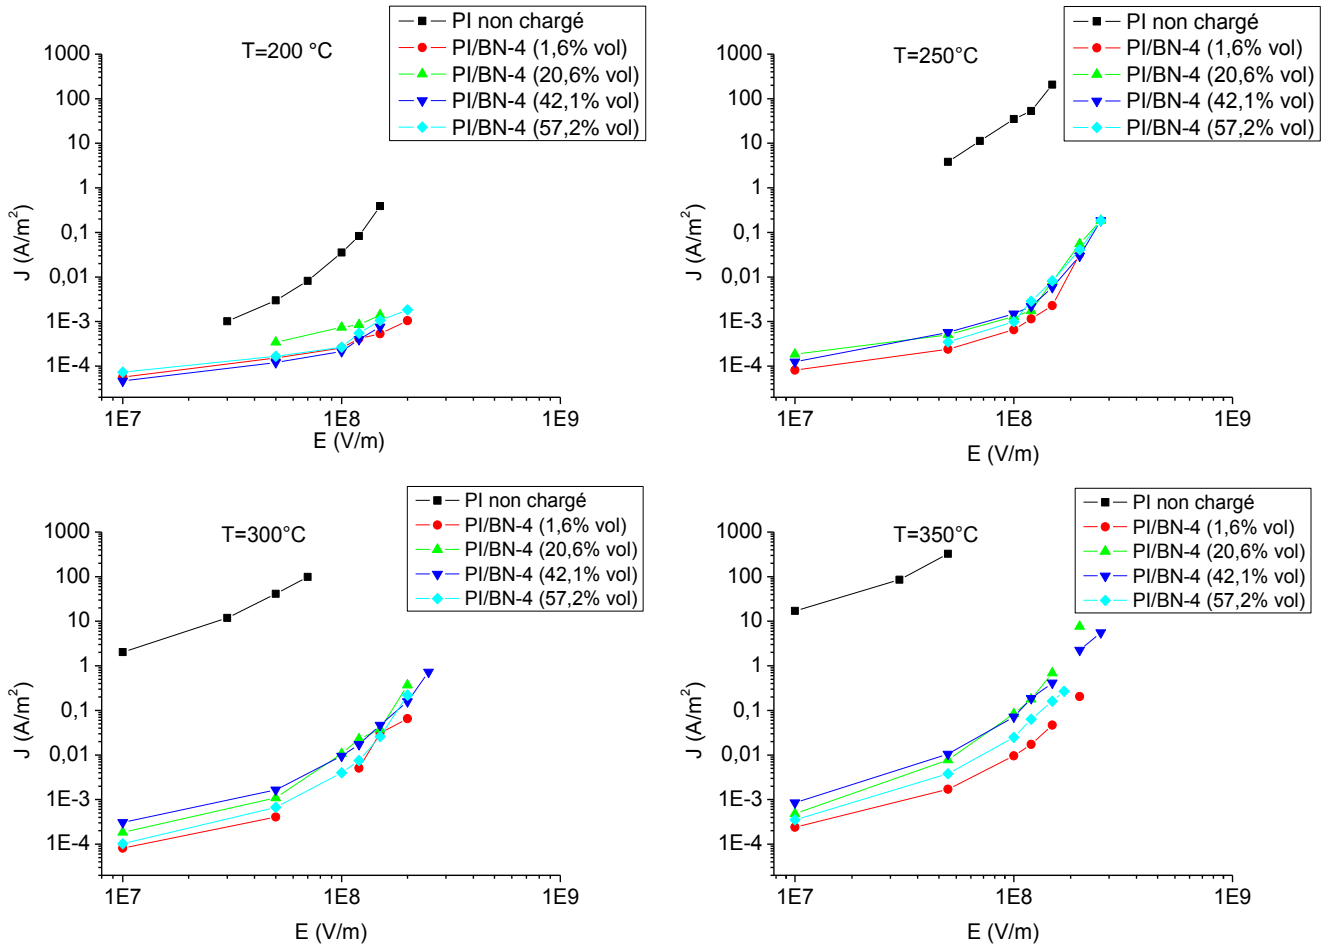 PI non chargé
PI/BN-4 (1,6% vol)
PI/BN-4 (20,6% vol)
PI/BN-4 (42,1% vol)
PI/BN-4 (57,2% vol)
T=200 °C
1000
100
10
1
0,1
0,01
1E-3
1E-4
J (A/m²)
1E7
1E8
1E9
E (V/m)
PI non chargé
PI/BN-4 (1,6% vol)
PI/BN-4 (20,6% vol)
PI/BN-4 (42,1% vol)
PI/BN-4 (57,2% vol)
T=250°C
1000
100
10
1
0,1
0,01
1E-3
1E-4
J (A/m²)
1E7
1E8
1E9
E (V/m)
PI non chargé
PI/BN-4 (1,6% vol)
PI/BN-4 (20,6% vol)
PI/BN-4 (42,1% vol)
PI/BN-4 (57,2% vol)
T=300°C
1000
100
10
1
0,1
0,01
1E-3
1E-4
J (A/m²)
1E7
1E8
1E9
E (V/m)
PI non chargé
PI/BN-4 (1,6% vol)
PI/BN-4 (20,6% vol)
PI/BN-4 (42,1% vol)
PI/BN-4 (57,2% vol)
T=350°C
1000
100
10
1
0,1
0,01
1E-3
1E-4
J (A/m²)
1E7
1E8
1E9
E (V/m)